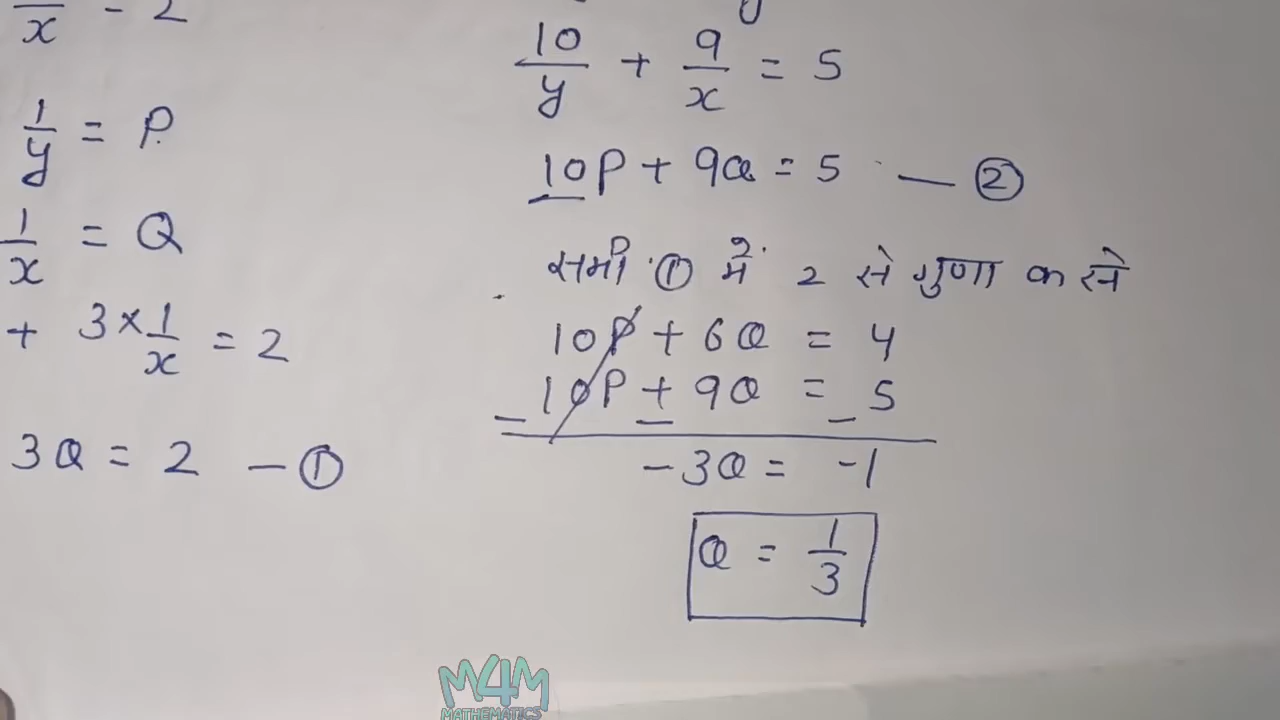 /x - 2
1/y = P
1/x = Q
+ 3 × 1/x = 2
3Q = 2 — ①
10/y + 9/x = 5
10P + 9Q = 5 — ②
समी ① में 2 से गुणा करने
10P + 6Q = 4
10P + 9Q = 5
− − −
-3Q = -1
Q = 1/3
M4M
MATHEMATICS